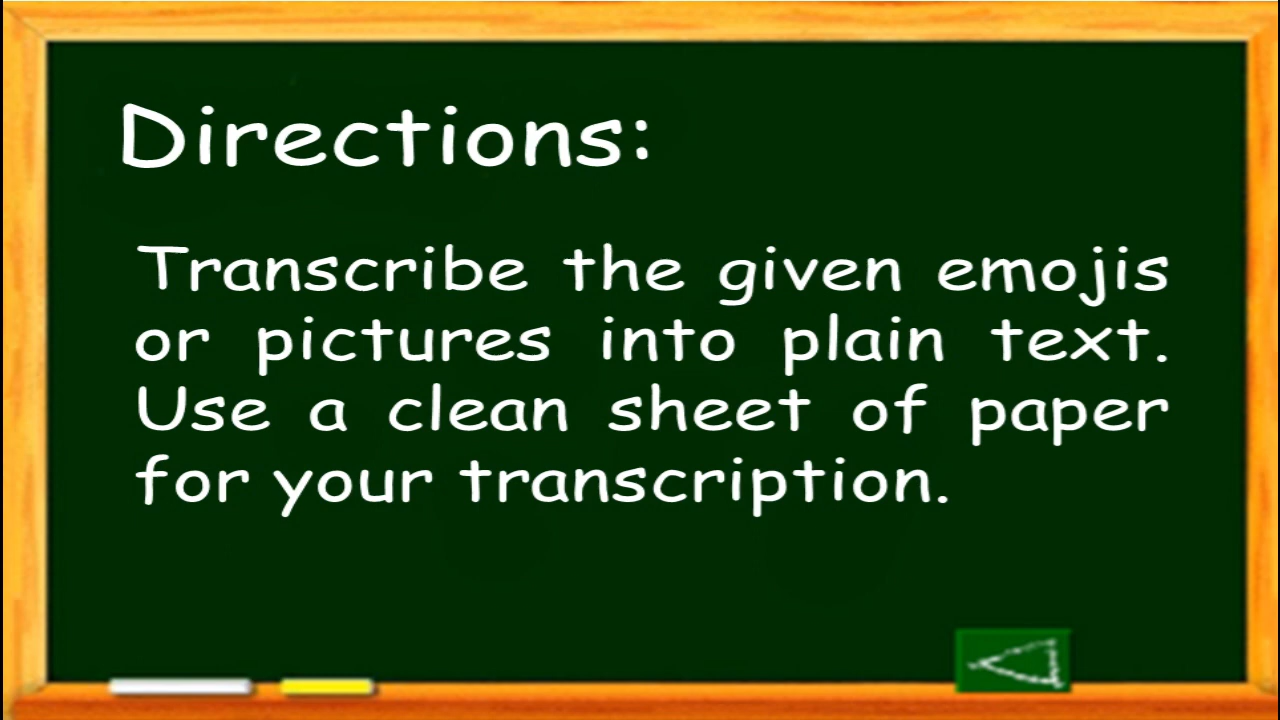 Directions:
Transcribe the given emojis
or pictures into plain text.
Use a clean sheet of paper
for your transcription.